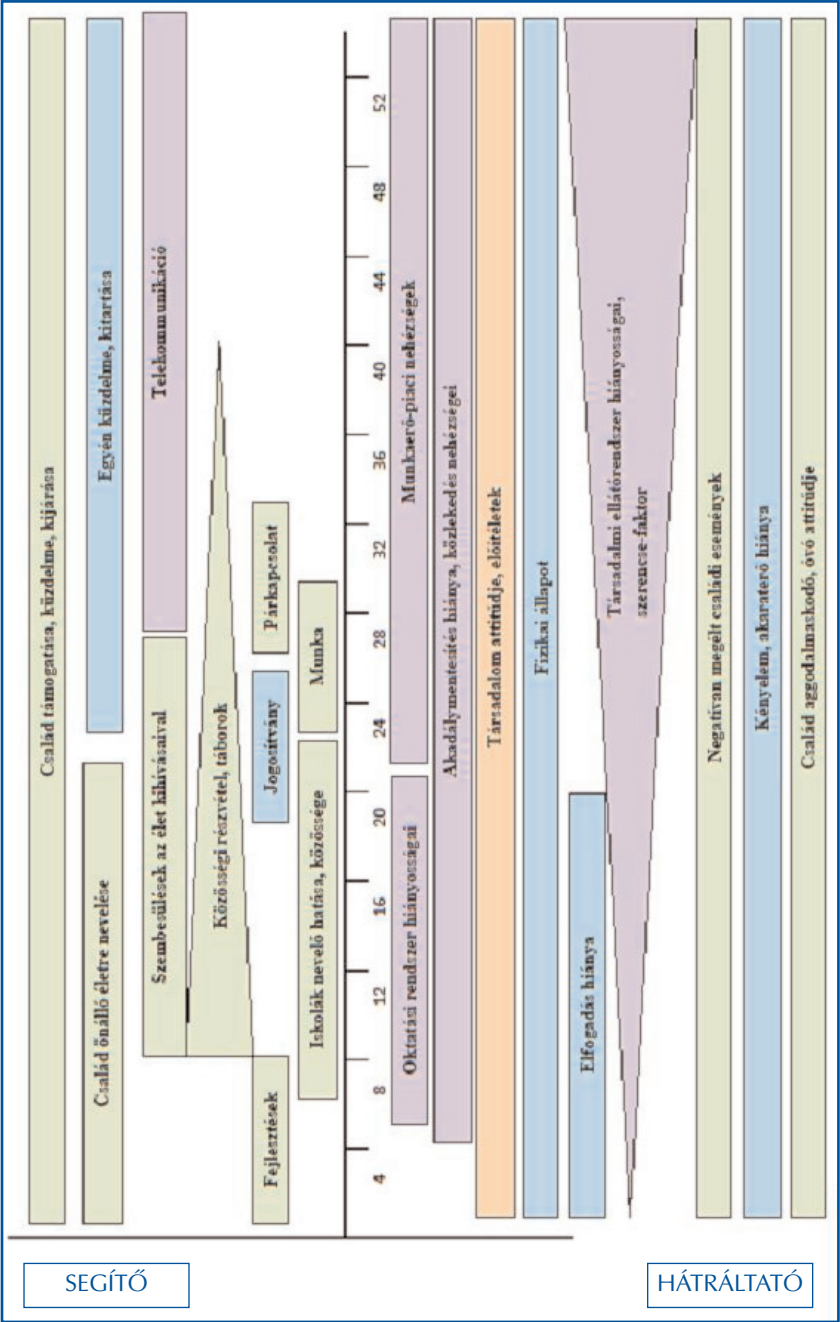 Család támogatása, küzdelme, kijárása
Család önálló életre nevelése
Egyén küzdelme, kitartása
Szembesülések az élet kihívásaival
Telekommunikáció
Közösségi részvétel, táborok
Fejlesztések
Jogosítvány
Párkapcsolat
Iskolák nevelő hatása, közössége
Munka
4
8
12
16
20
24
28
32
36
40
44
48
52
Oktatási rendszer hiányosságai
Munkaerő-piaci nehézségek
Akadálymentesítés hiánya, közlekedés nehézségei
Társadalom attitűdje, előítéletek
Fizikai állapot
Elfogadás hiánya
Társadalmi ellátórendszer hiányosságai,
szerencse-faktor
Negatívan megélt családi események
Kényelem, akaraterő hiánya
Család aggodalmaskodó, óvó attitűdje
SEGÍTŐ
HÁTRÁLTATÓ